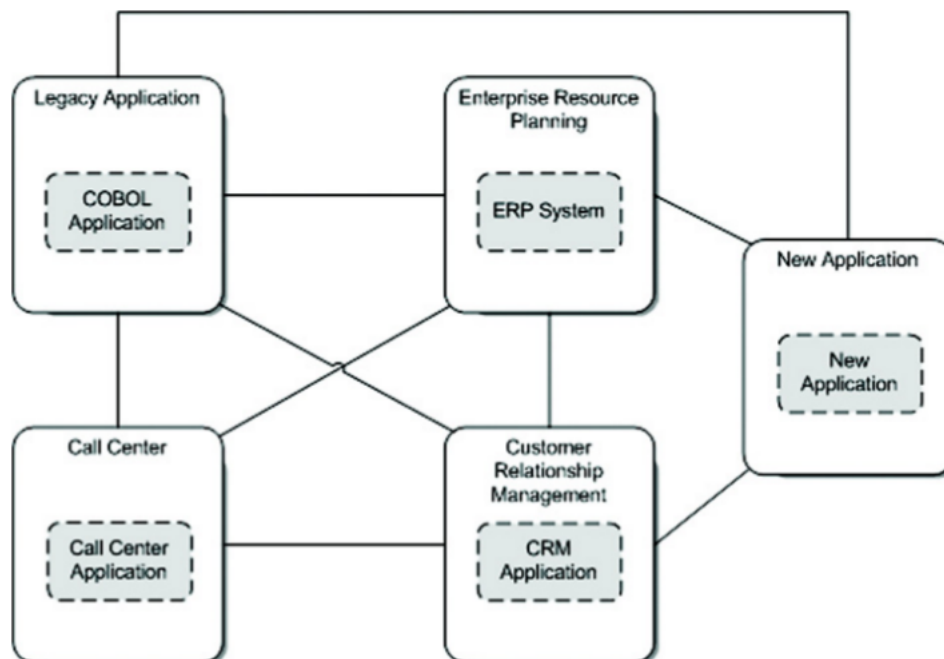 Legacy Application
COBOL
Application
Enterprise Resource
Planning
ERP System
New Application
New
Application
Call Center
Call Center
Application
Customer
Relationship
Management
CRM
Application